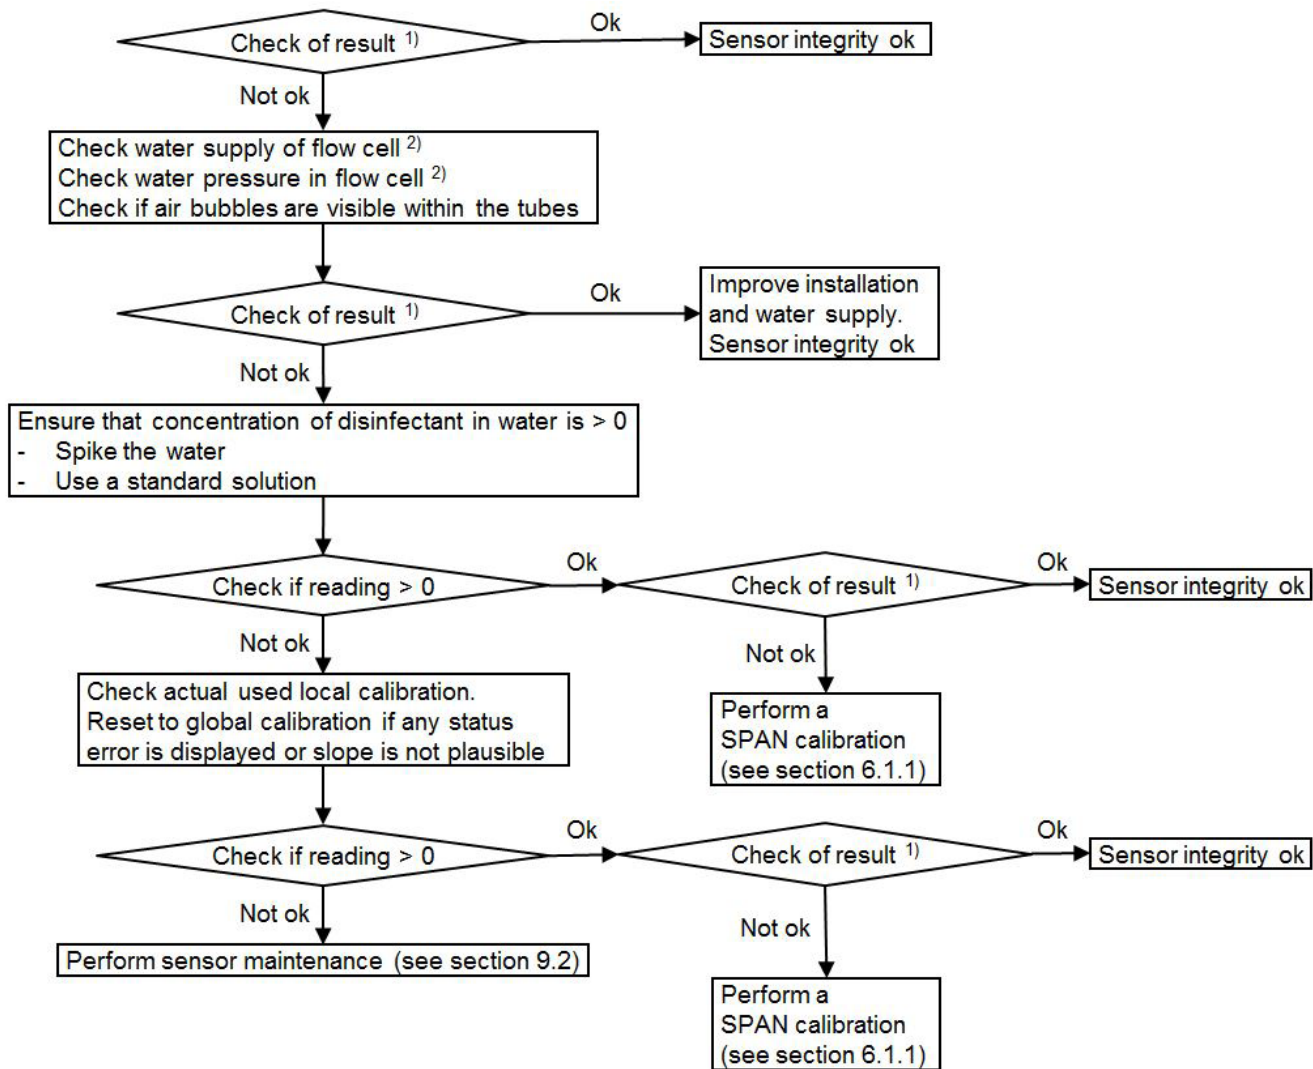 Check of result 1)
Ok
Sensor integrity ok
Not ok
Check water supply of flow cell 2)
Check water pressure in flow cell 2)
Check if air bubbles are visible within the tubes
Check of result 1)
Ok
Improve installation
and water supply.
Sensor integrity ok
Not ok
Ensure that concentration of disinfectant in water is > 0
- Spike the water
- Use a standard solution
Check if reading > 0
Ok
Check of result 1)
Ok
Sensor integrity ok
Not ok
Not ok
Check actual used local calibration.
Reset to global calibration if any status
error is displayed or slope is not plausible
Perform a
SPAN calibration
(see section 6.1.1)
Check if reading > 0
Ok
Check of result 1)
Ok
Sensor integrity ok
Not ok
Not ok
Perform sensor maintenance (see section 9.2)
Perform a
SPAN calibration
(see section 6.1.1)